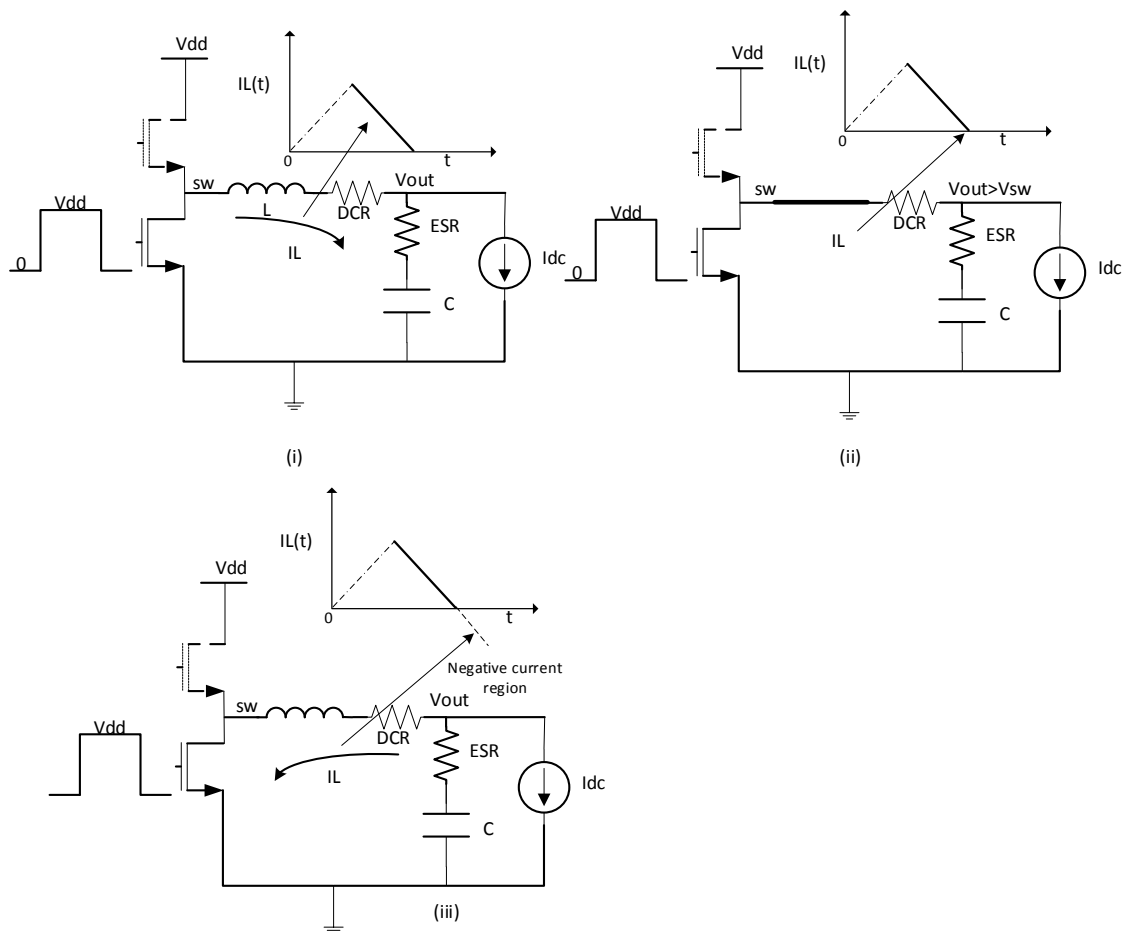 Vdd
IL(t)
0
t
sw
Vout
L
DCR
Vdd
ESR
IL
Idc
0
C
(i)
Vdd
IL(t)
0
t
sw
Vout>Vsw
DCR
Vdd
IL
ESR
Idc
0
C
(ii)
IL(t)
Vdd
0
t
Negative current
region
sw
Vout
DCR
Vdd
ESR
IL
Idc
C
(iii)